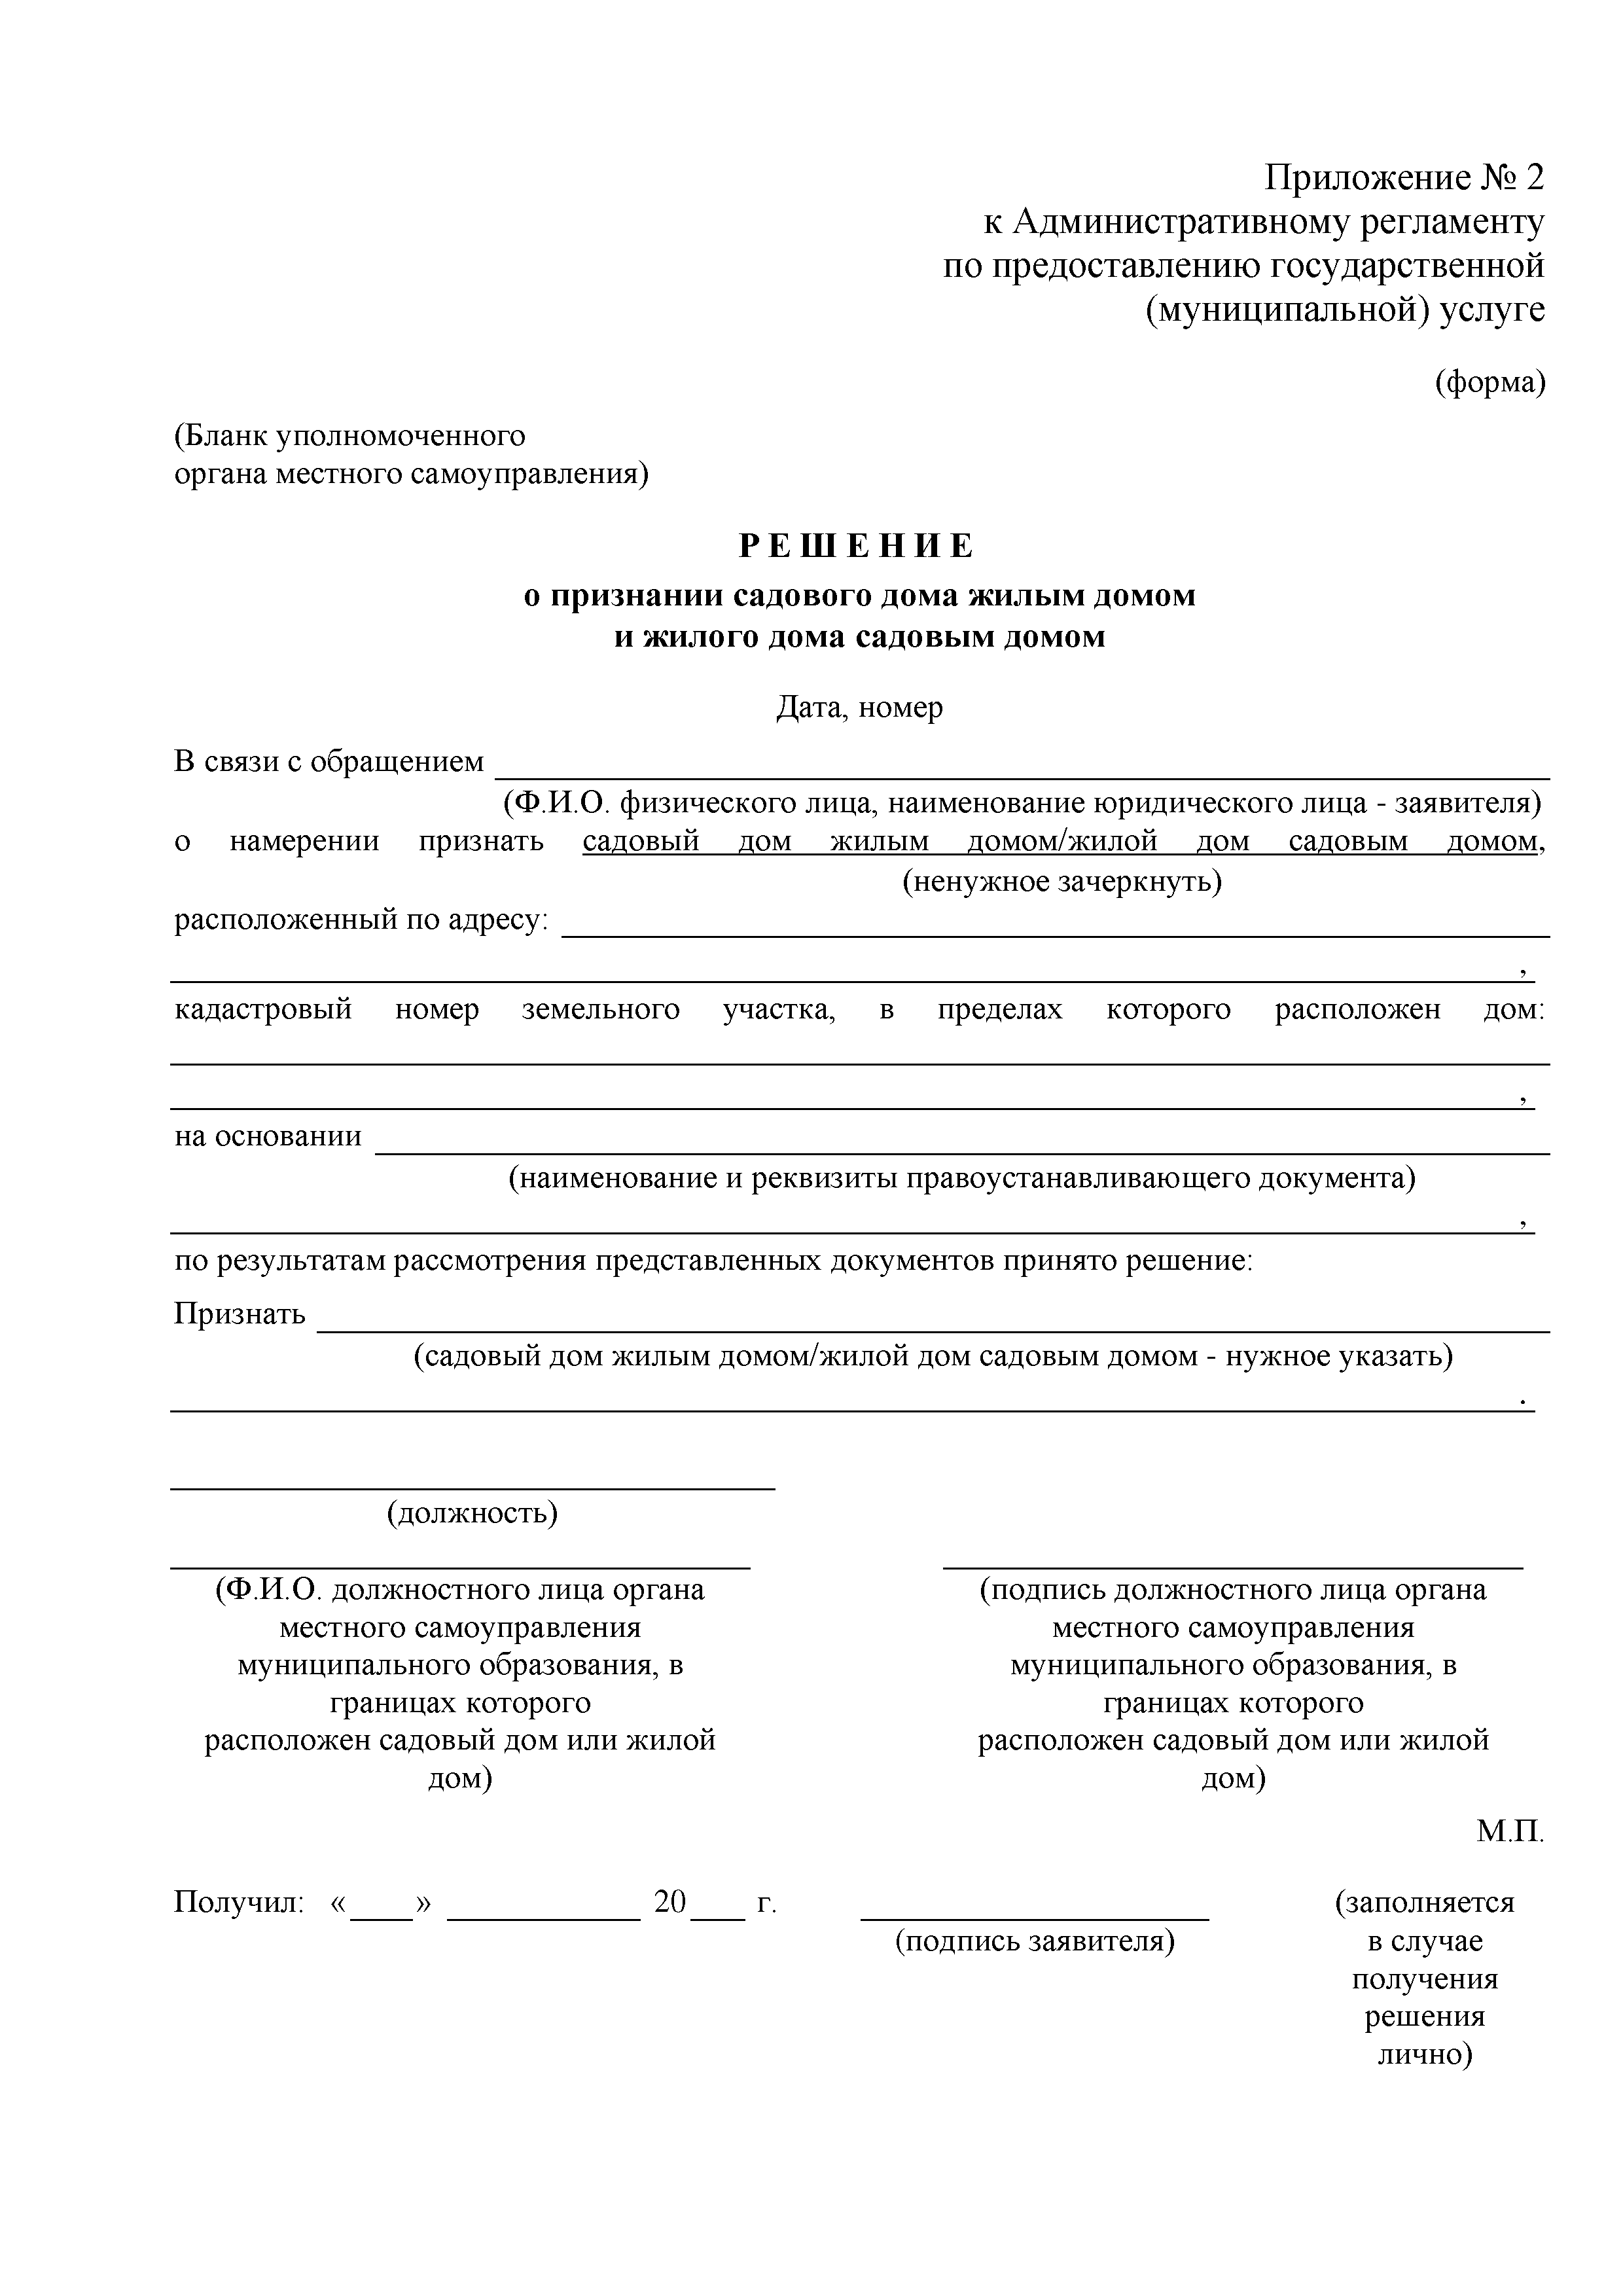 Приложение № 2
к Административному регламенту
по предоставлению государственной
(муниципальной) услуге
(форма)
(Бланк уполномоченного
органа местного самоуправления)
Р Е Ш Е Н И Е
о признании садового дома жилым домом
и жилого дома садовым домом
Дата, номер
В связи с обращением
(Ф.И.О. физического лица, наименование юридического лица - заявителя)
о намерении признать садовый дом жилым домом/жилой дом садовым домом,
(ненужное зачеркнуть)
расположенный по адресу:
,
кадастровый номер земельного участка, в пределах которого расположен дом:
,
на основании
(наименование и реквизиты правоустанавливающего документа)
,
по результатам рассмотрения представленных документов принято решение:
Признать
(садовый дом жилым домом/жилой дом садовым домом - нужное указать)
.
(должность)
(Ф.И.О. должностного лица органа
местного самоуправления
муниципального образования, в
границах которого
расположен садовый дом или жилой
дом)
(подпись должностного лица органа
местного самоуправления
муниципального образования, в
границах которого
расположен садовый дом или жилой
дом)
М.П.
Получил: «____» ____________ 20____ г.
(подпись заявителя)
(заполняется
в случае
получения
решения
лично)